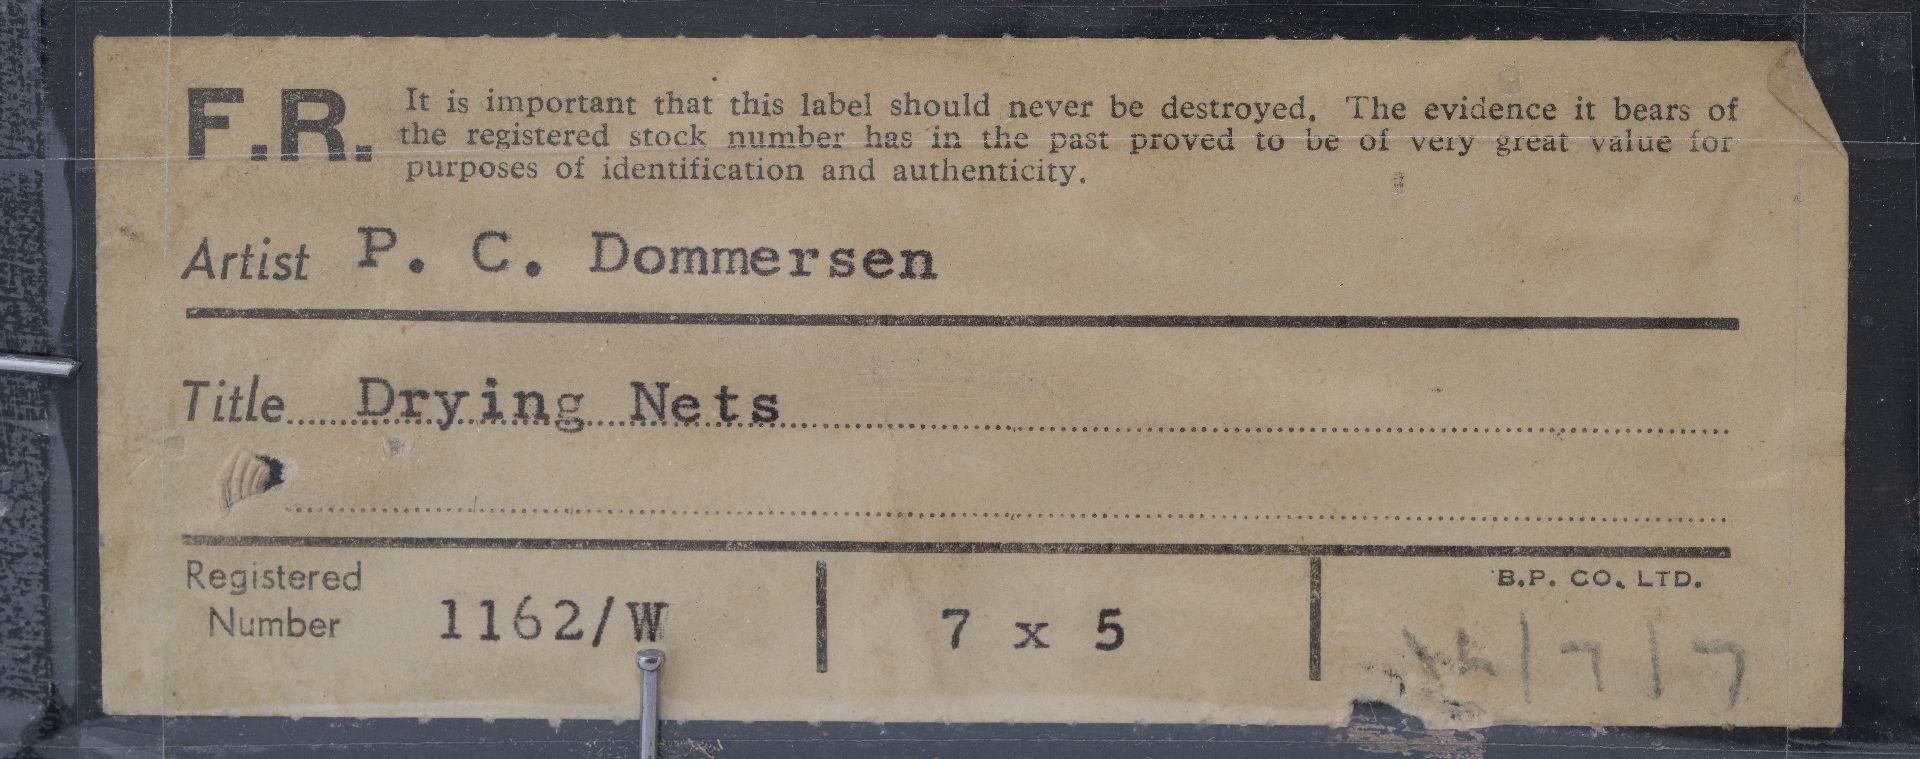 F.R. It is important that this label should never be destroyed. The evidence it bears of
the registered stock number has in the past proved to be of very great value for
purposes of identification and authenticity.
Artist P. C. Dommersen
Title Drying Nets
Registered
Number 1162/W
7 x 5
B.P. CO. LTD.